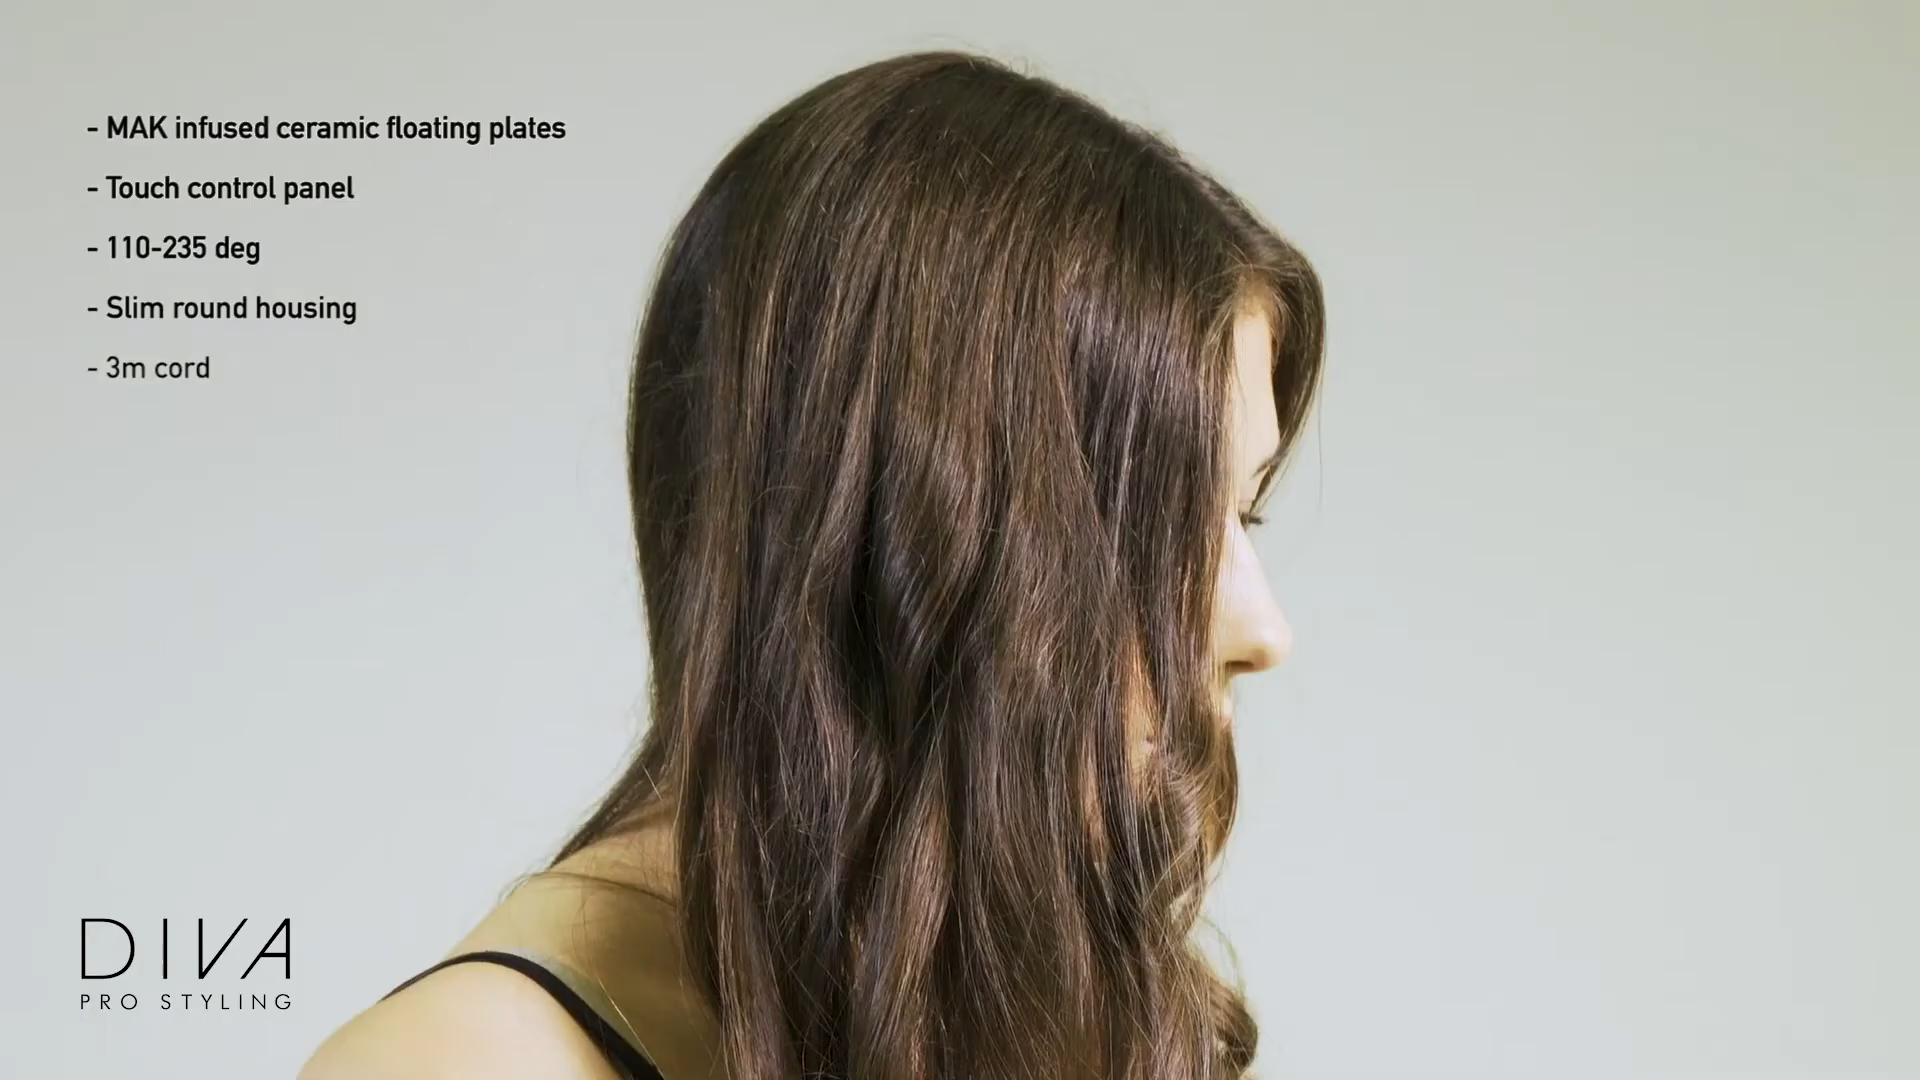 - MAK infused ceramic floating plates
- Touch control panel
- 110-235 deg
- Slim round housing
- 3m cord
DIVA
PRO STYLING